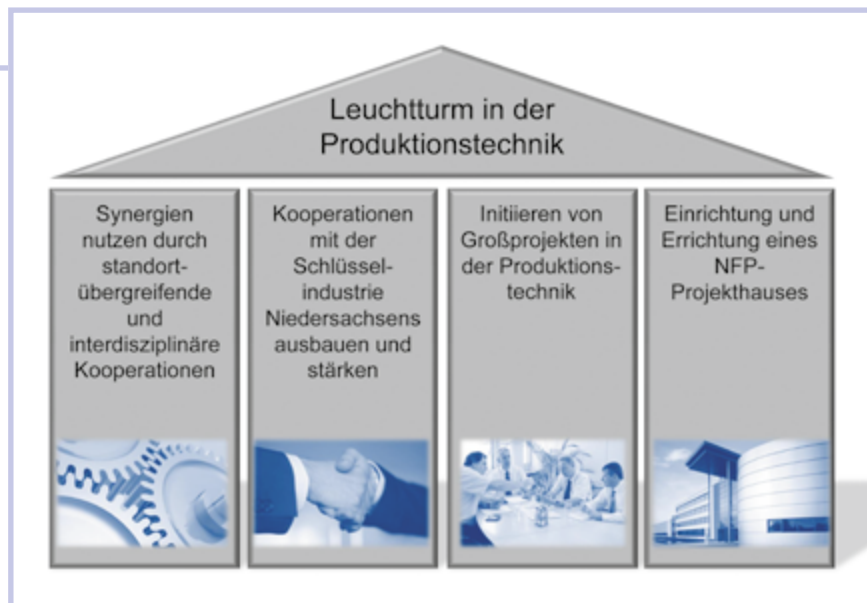 Leuchtturm in der
Produktionstechnik
Synergien
nutzen durch
standort-
übergreifende
und
interdisziplinäre
Kooperationen
Kooperationen
mit der
Schlüssel-
industrie
Niedersachsens
ausbauen und
stärken
Initiieren von
Großprojekten in
der Produktions-
technik
Einrichtung und
Errichtung eines
NFP-
Projekthauses